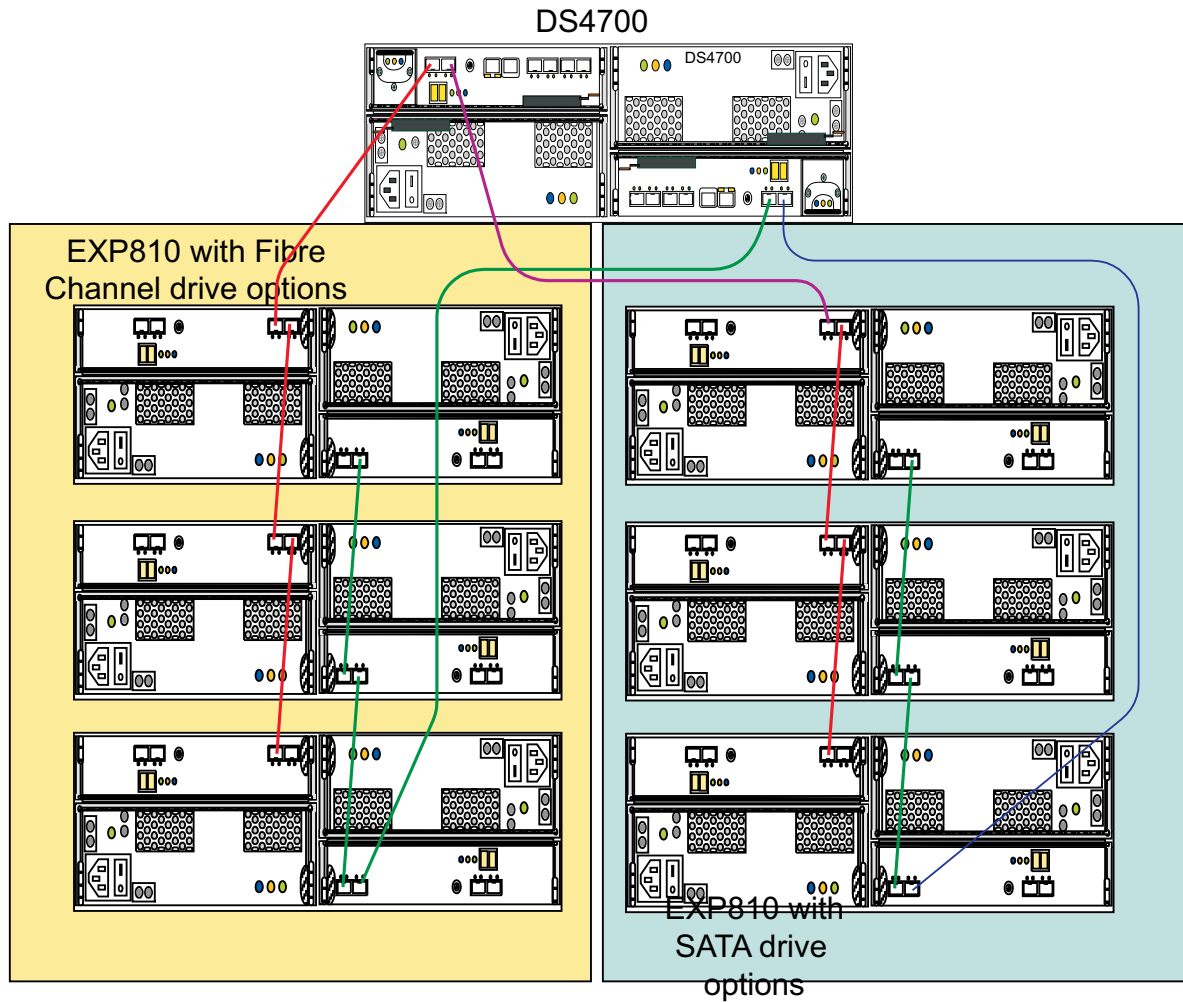 DS4700
DS4700
EXP810 with Fibre
Channel drive options
EXP810 with
SATA drive
options